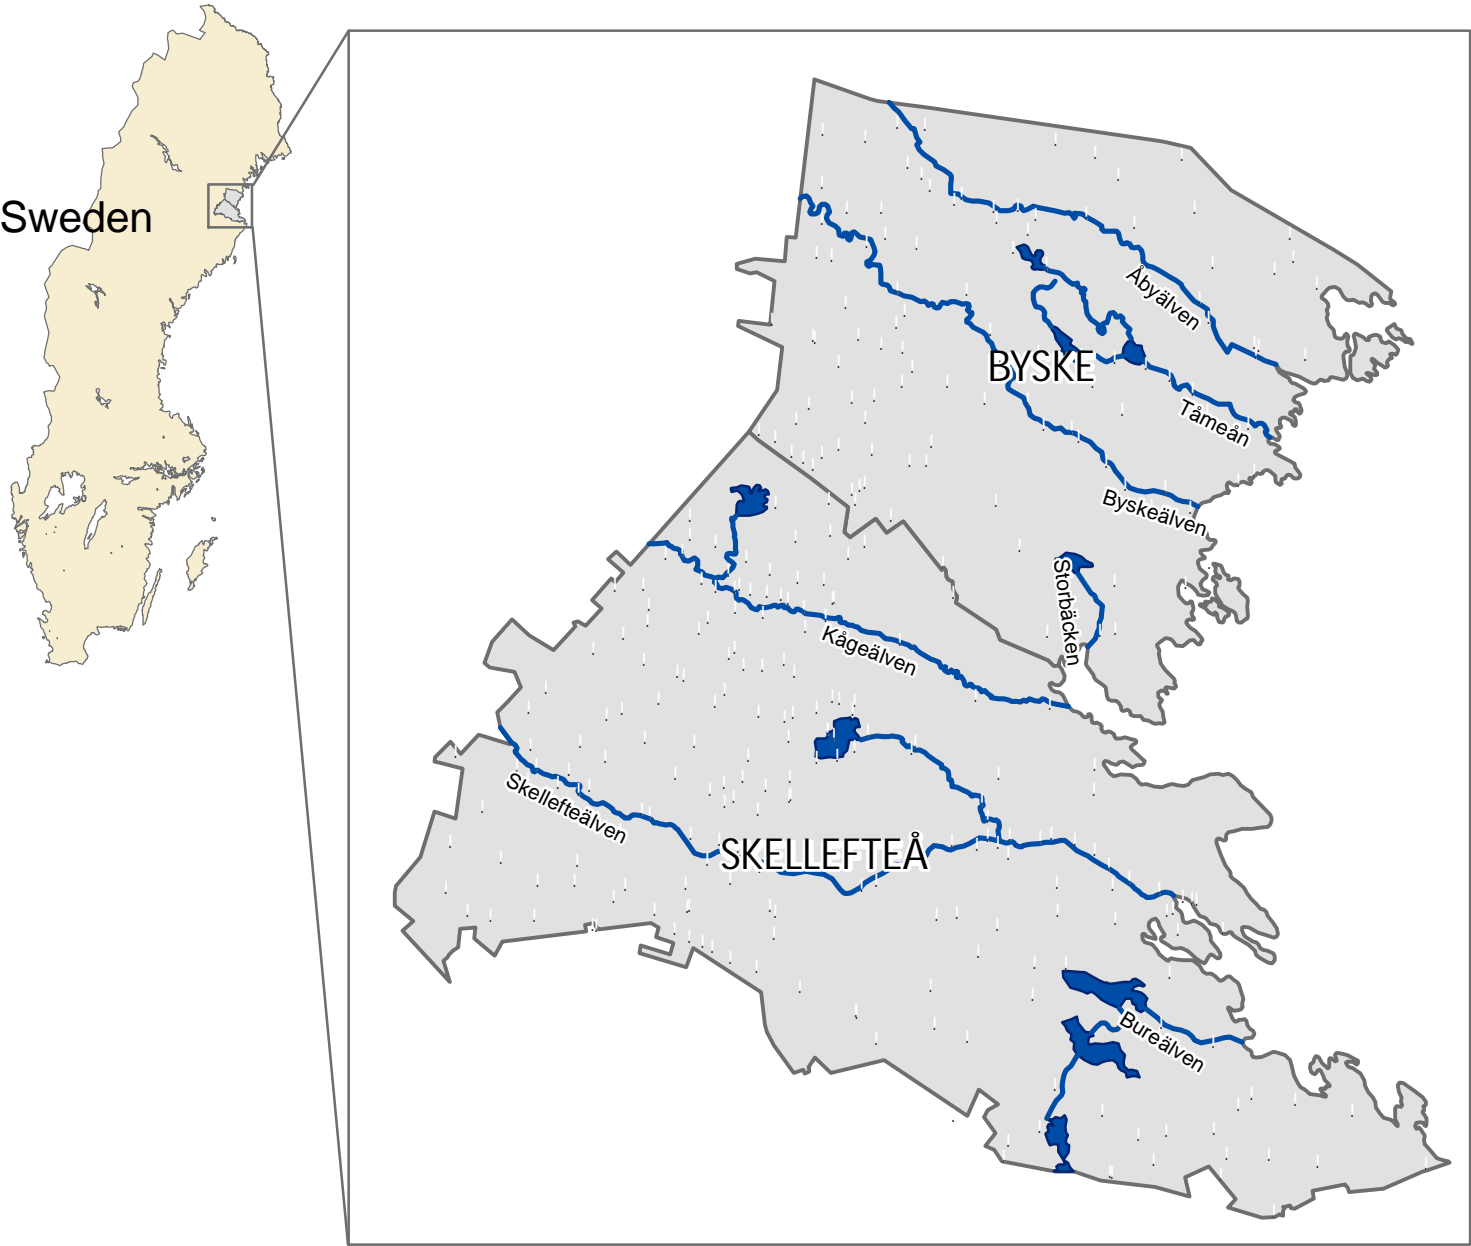 Sweden
Åbyälven
BYSKE
Tåmeån
Byskeälven
Storbäcken
Kågeälven
Skellefteälven
SKELLEFTEÅ
Bureälven